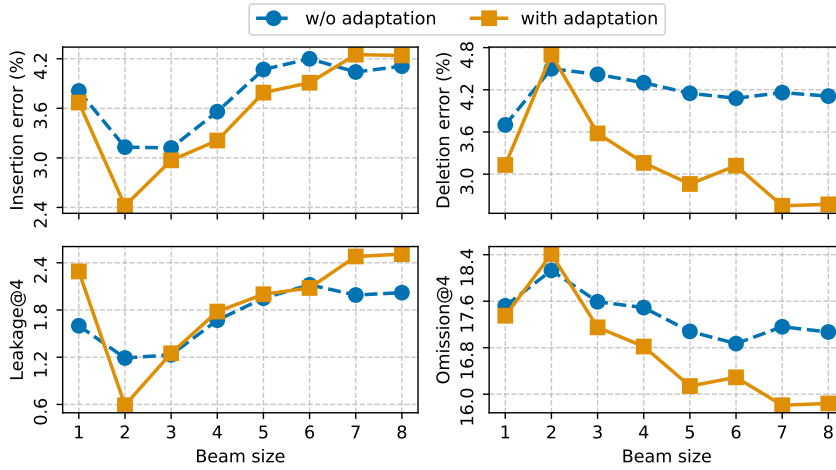 w/o adaptation with adaptation
Insertion error (%)
4.2
3.6
3.0
2.4
Deletion error (%)
4.8
4.2
3.6
3.0
Leakage@4
2.4
1.8
1.2
0.6
1 2 3 4 5 6 7 8
Beam size
Omission@4
18.4
17.6
16.8
16.0
1 2 3 4 5 6 7 8
Beam size